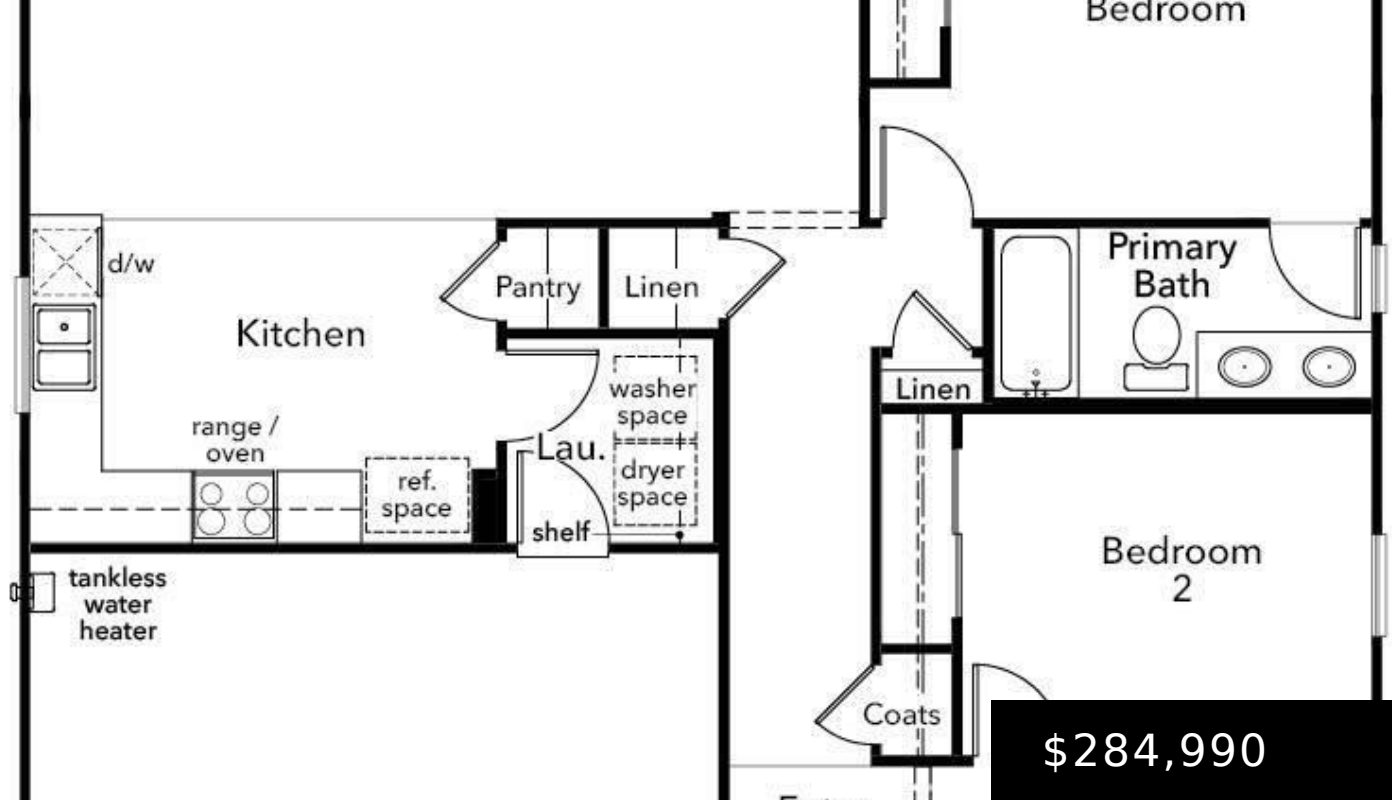 Bedroom
Primary
Bath
d/w
Pantry
Linen
Kitchen
washer
space
Linen
range /
oven
Lau.
dryer
space
ref.
space
shelf
Bedroom
2
tankless
water
heater
Coats
$284,990